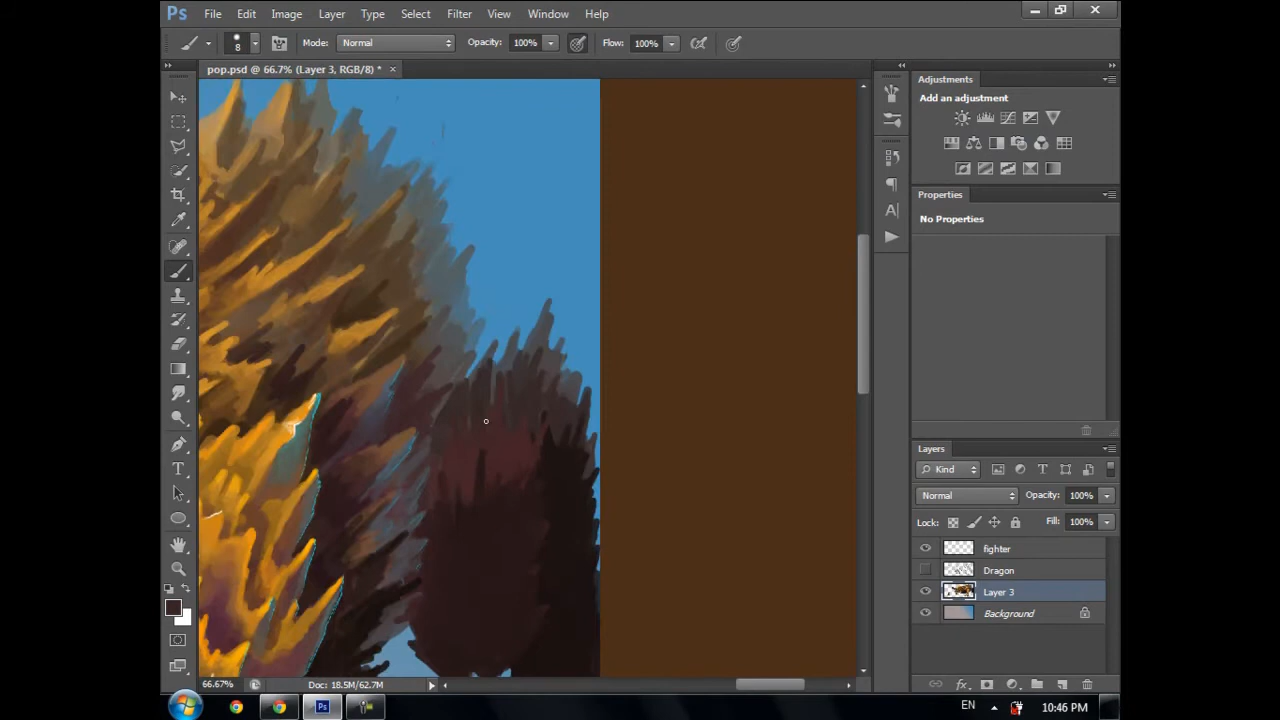 Ps File Edit Image Layer Type Select Filter View Window Help
8 Mode: Normal Opacity: 100% Flow: 100%
pop.psd @ 66.7% (Layer 3, RGB/8) *
Adjustments
Add an adjustment
Properties
No Properties
Layers
Kind
Normal Opacity: 100%
Lock: Fill: 100%
fighter
Dragon
Layer 3
Background
66.67% Doc: 18.5M/62.7M
EN 10:46 PM